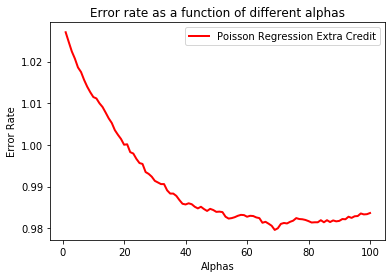 Error rate as a function of different alphas
Poisson Regression Extra Credit
Error Rate
1.02
1.01
1.00
0.99
0.98
0
20
40
60
80
100
Alphas